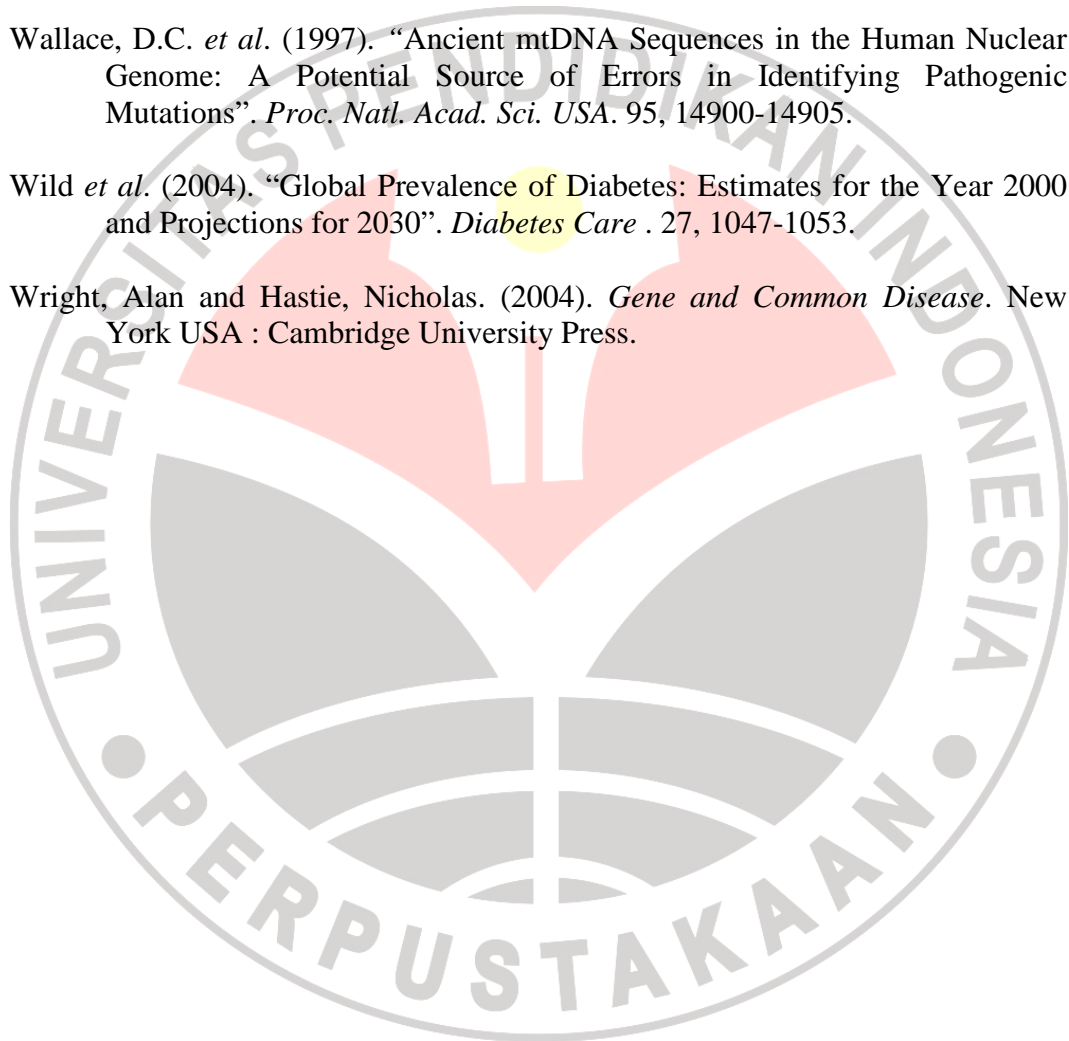 Wallace, D.C. et al. (1997). “Ancient mtDNA Sequences in the Human Nuclear
Genome: A Potential Source of Errors in Identifying Pathogenic
Mutations”. Proc. Natl. Acad. Sci. USA. 95, 14900-14905.
Wild et al. (2004). “Global Prevalence of Diabetes: Estimates for the Year 2000
and Projections for 2030”. Diabetes Care . 27, 1047-1053.
Wright, Alan and Hastie, Nicholas. (2004). Gene and Common Disease. New
York USA : Cambridge University Press.
UNIVERSITAS PENDIDIKAN INDONESIA
PERPUSTAKAAN